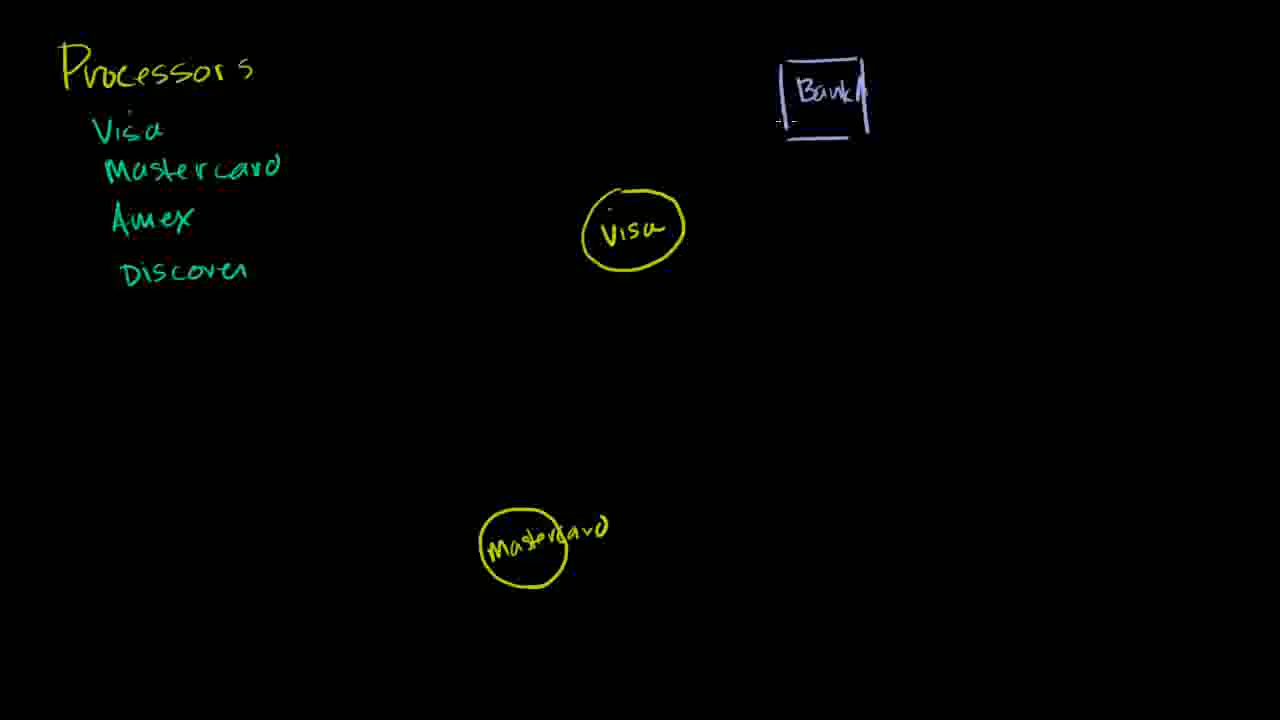 Processors
Visa
Mastercard
Amex
Discover
Bank
Visa
Mastercard